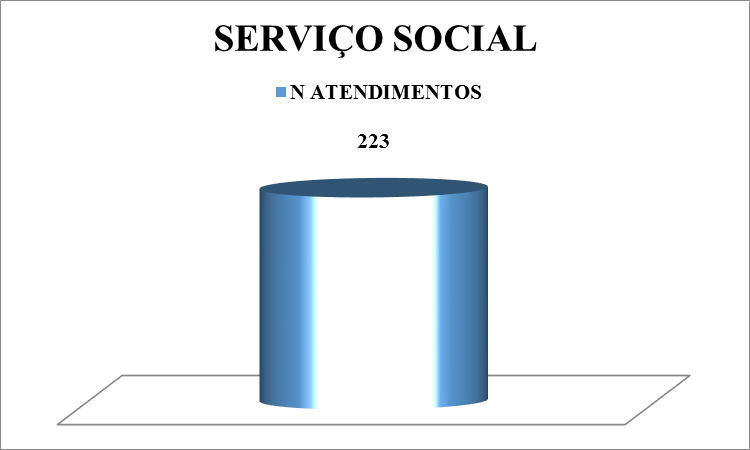 SERVIÇO SOCIAL
N ATENDIMENTOS
223